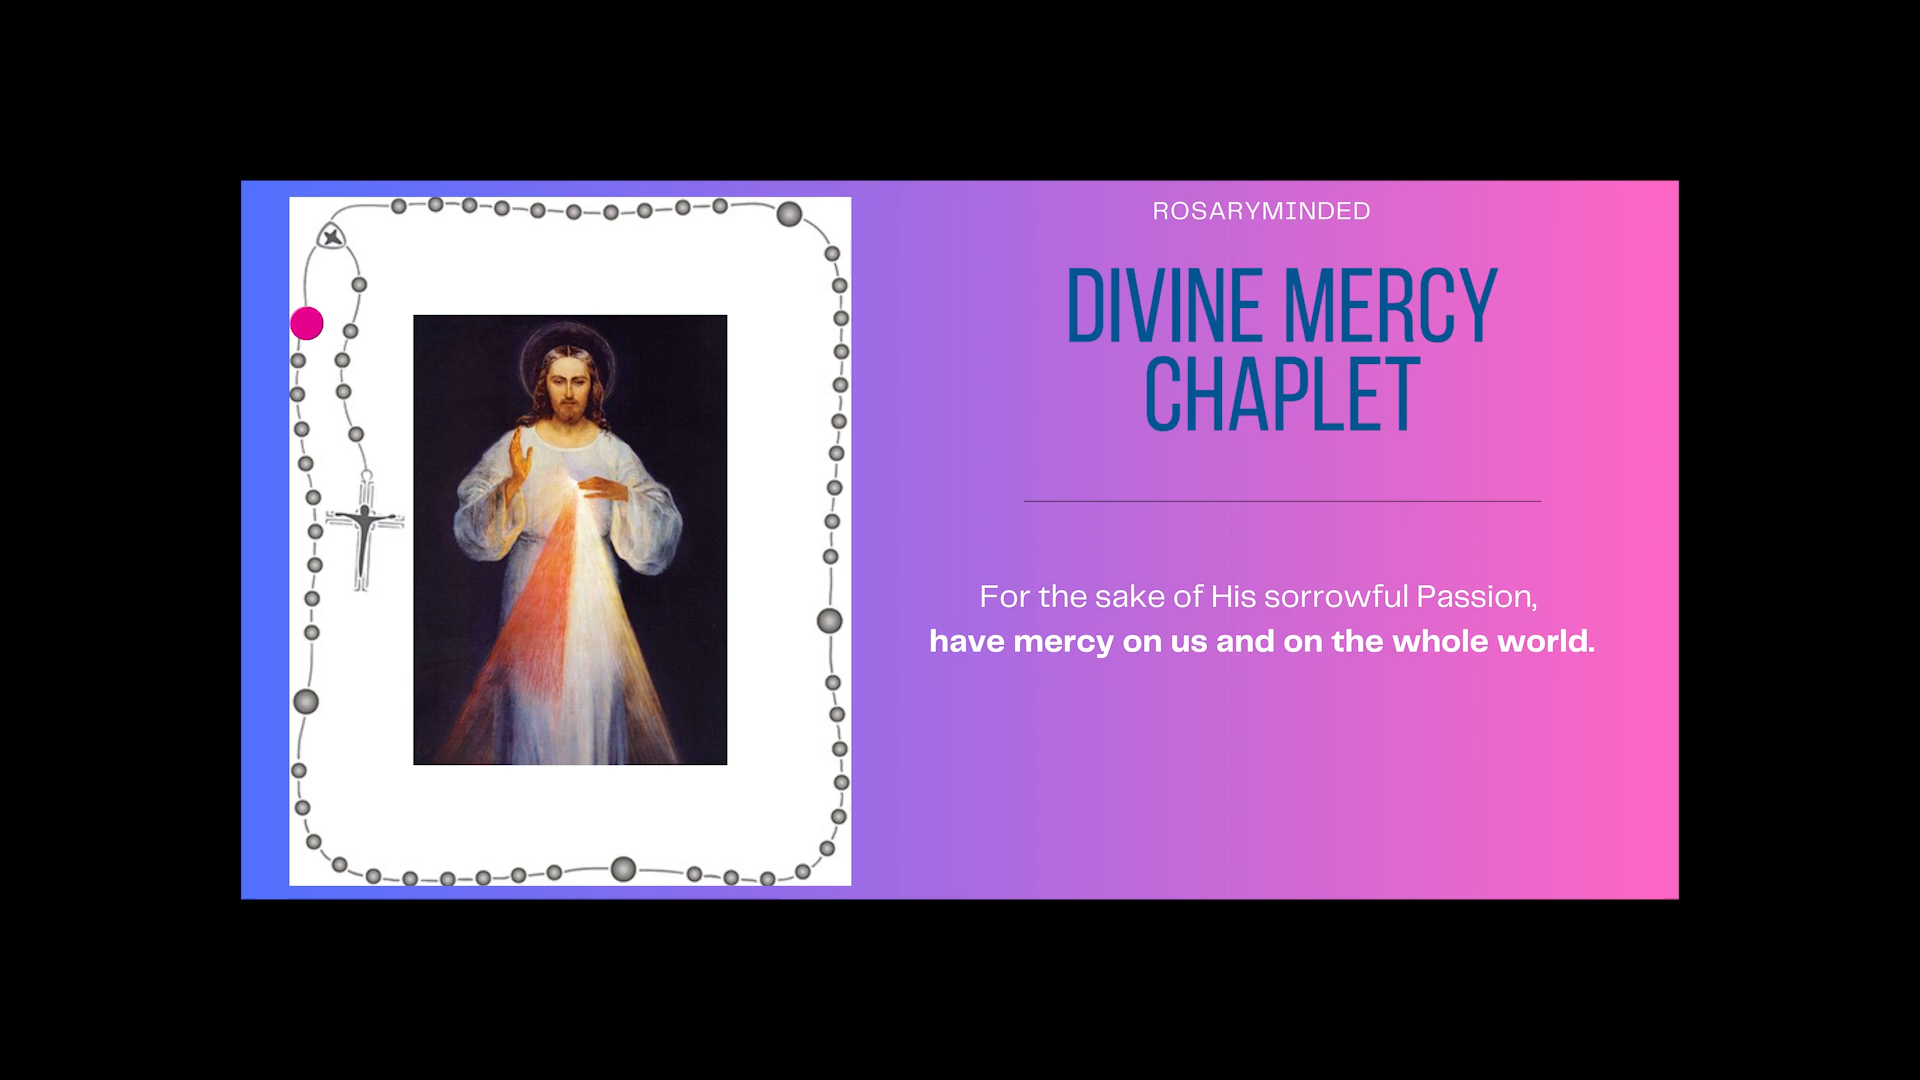 ROSARYMINDED
DIVINE MERCY
CHAPLET
For the sake of His sorrowful Passion,
have mercy on us and on the whole world.